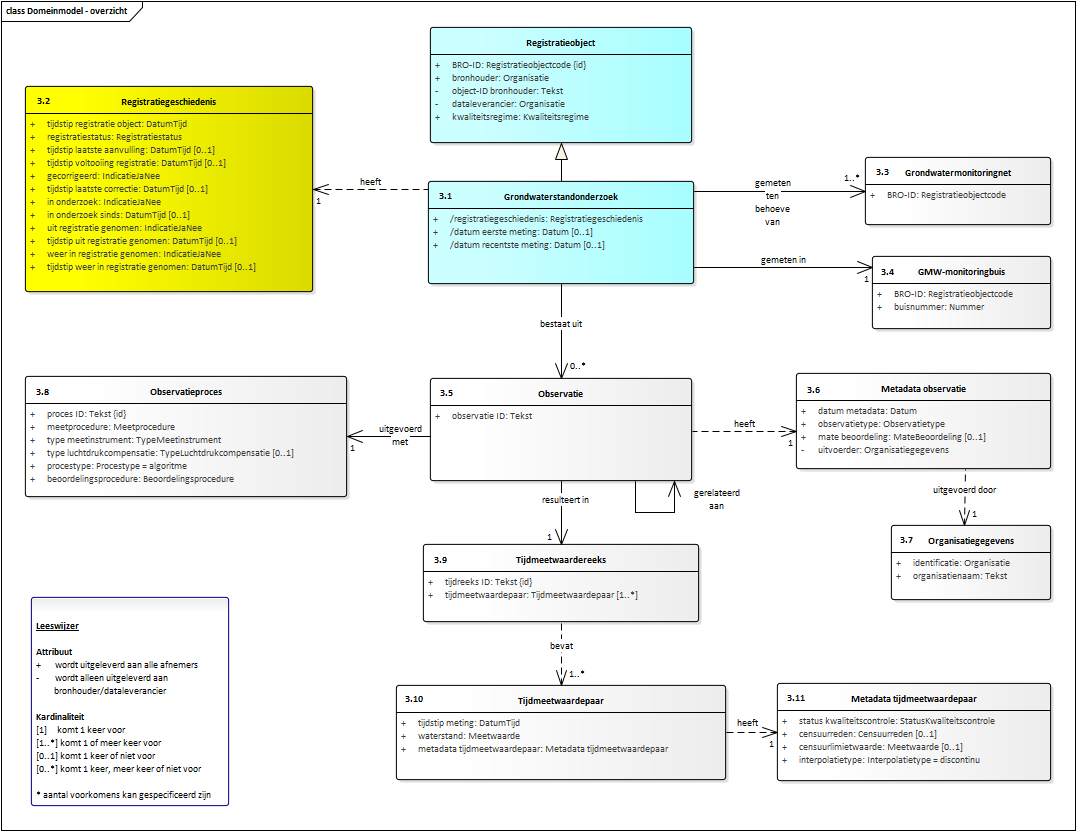 class Domeinmodel - overzicht
Registratieobject
+ BRO-ID: Registratieobjectcode {id}
+ bronhouder: Organisatie
- object-ID bronhouder: Tekst
- dataleverancier: Organisatie
+ kwaliteitsregime: Kwaliteitsregime
3.2 Registratiegeschiedenis
+ tijdstip registratie object: DatumTijd
+ registratiestatus: Registratiestatus
+ tijdstip laatste aanvulling: DatumTijd [0..1]
+ tijdstip voltooiing registratie: DatumTijd [0..1]
+ gecorrigeerd: IndicatieJaNee
+ tijdstip laatste correctie: DatumTijd [0..1]
+ in onderzoek: IndicatieJaNee
+ in onderzoek sinds: DatumTijd [0..1]
+ uit registratie genomen: IndicatieJaNee
+ tijdstip uit registratie genomen: DatumTijd [0..1]
+ weer in registratie genomen: IndicatieJaNee
+ tijdstip weer in registratie genomen: DatumTijd [0..1]
heeft
1
3.1 Grondwaterstandonderzoek
+ /registratiegeschiedenis: Registratiegeschiedenis
+ /datum eerste meting: Datum [0..1]
+ /datum recentste meting: Datum [0..1]
gemeten
ten
behoeve
van
1..*
3.3 Grondwatermonitoringnet
+ BRO-ID: Registratieobjectcode
gemeten in
1
3.4 GMW-monitoringbuis
+ BRO-ID: Registratieobjectcode
+ buisnummer: Nummer
bestaat uit
0..*
3.8 Observatieproces
+ proces ID: Tekst {id}
+ meetprocedure: Meetprocedure
+ type meetinstrument: TypeMeetinstrument
+ type luchtdrukcompensatie: TypeLuchtdrukcompensatie [0..1]
+ procestype: Procestype = algoritme
+ beoordelingsprocedure: Beoordelingsprocedure
uitgevoerd
met
1
3.5 Observatie
+ observatie ID: Tekst
heeft
1
3.6 Metadata observatie
+ datum metadata: Datum
+ observatietype: Observatietype
+ mate beoordeling: MateBeoordeling [0..1]
- uitvoerder: Organisatiegegevens
resulteert in
1
gerelateerd
aan
uitgevoerd door
1
3.7 Organisatiegegevens
+ identificatie: Organisatie
+ organisatienaam: Tekst
3.9 Tijdmeetwaardereeks
+ tijdreeks ID: Tekst {id}
+ tijdmeetwaardepaar: Tijdmeetwaardepaar [1..*]
bevat
1..*
3.10 Tijdmeetwaardepaar
+ tijdstip meting: DatumTijd
+ waterstand: Meetwaarde
+ metadata tijdmeetwaardepaar: Metadata tijdmeetwaardepaar
heeft
1
3.11 Metadata tijdmeetwaardepaar
+ status kwaliteitscontrole: StatusKwaliteitscontrole
+ censuurreden: Censuurreden [0..1]
+ censuurlimietwaarde: Meetwaarde [0..1]
+ interpolatietype: Interpolatietype = discontinu
Leeswijzer
Attribuut
+ wordt uitgeleverd aan alle afnemers
- wordt alleen uitgeleverd aan
bronhouder/dataleverancier
Kardinaliteit
[1] komt 1 keer voor
[1..*] komt 1 of meer keer voor
[0..1] komt 1 keer of niet voor
[0..*] komt 1 keer, meer keer of niet voor
* aantal voorkomens kan gespecificeerd zijn